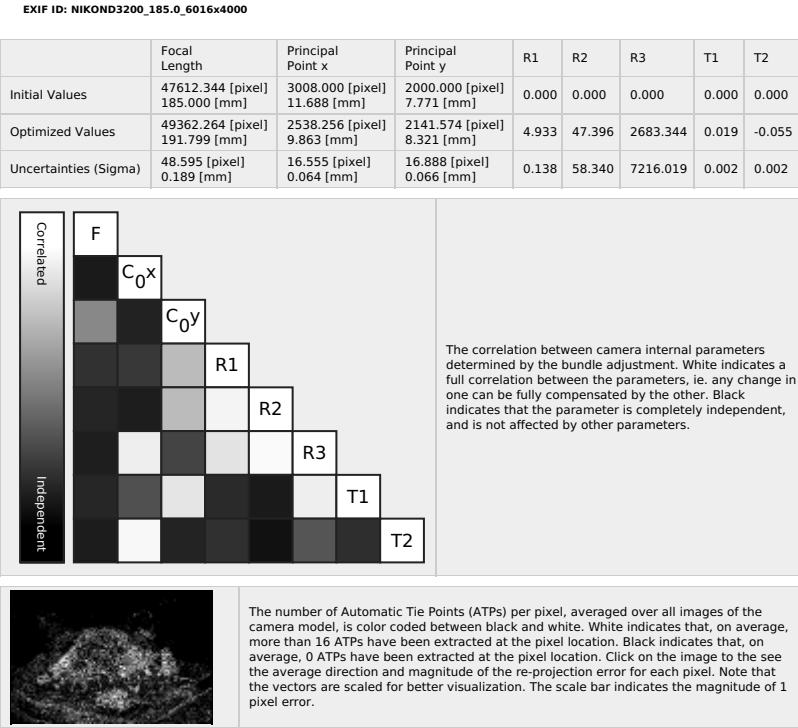 EXIF ID: NIKOND3200_185.0_6016x4000
Focal Length Principal Point x Principal Point y R1 R2 R3 T1 T2
Initial Values 47612.344 [pixel] 185.000 [mm] 3008.000 [pixel] 11.688 [mm] 2000.000 [pixel] 7.771 [mm] 0.000 0.000 0.000 0.000 0.000
Optimized Values 49362.264 [pixel] 191.799 [mm] 2538.256 [pixel] 9.863 [mm] 2141.574 [pixel] 8.321 [mm] 4.933 47.396 2683.344 0.019 -0.055
Uncertainties (Sigma) 48.595 [pixel] 0.189 [mm] 16.555 [pixel] 0.064 [mm] 16.888 [pixel] 0.066 [mm] 0.138 58.340 7216.019 0.002 0.002
Correlated
Independent
F
C0x
C0y
R1
R2
R3
T1
T2
The correlation between camera internal parameters
determined by the bundle adjustment. White indicates a
full correlation between the parameters, ie. any change in
one can be fully compensated by the other. Black
indicates that the parameter is completely independent,
and is not affected by other parameters.
The number of Automatic Tie Points (ATPs) per pixel, averaged over all images of the
camera model, is color coded between black and white. White indicates that, on average,
more than 16 ATPs have been extracted at the pixel location. Black indicates that, on
average, 0 ATPs have been extracted at the pixel location. Click on the image to the see
the average direction and magnitude of the re-projection error for each pixel. Note that
the vectors are scaled for better visualization. The scale bar indicates the magnitude of 1
pixel error.